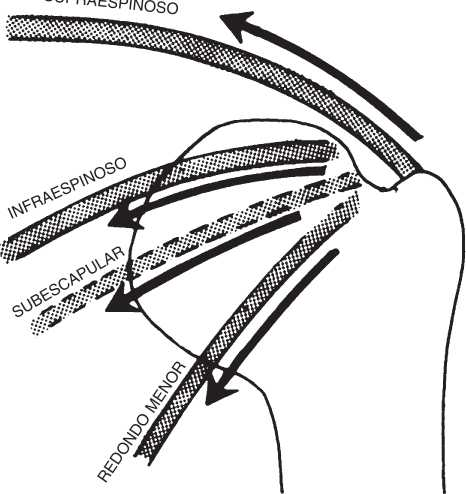 SUPRAESPINOSO
INFRAESPINOSO
SUBESCAPULAR
REDONDO MENOR